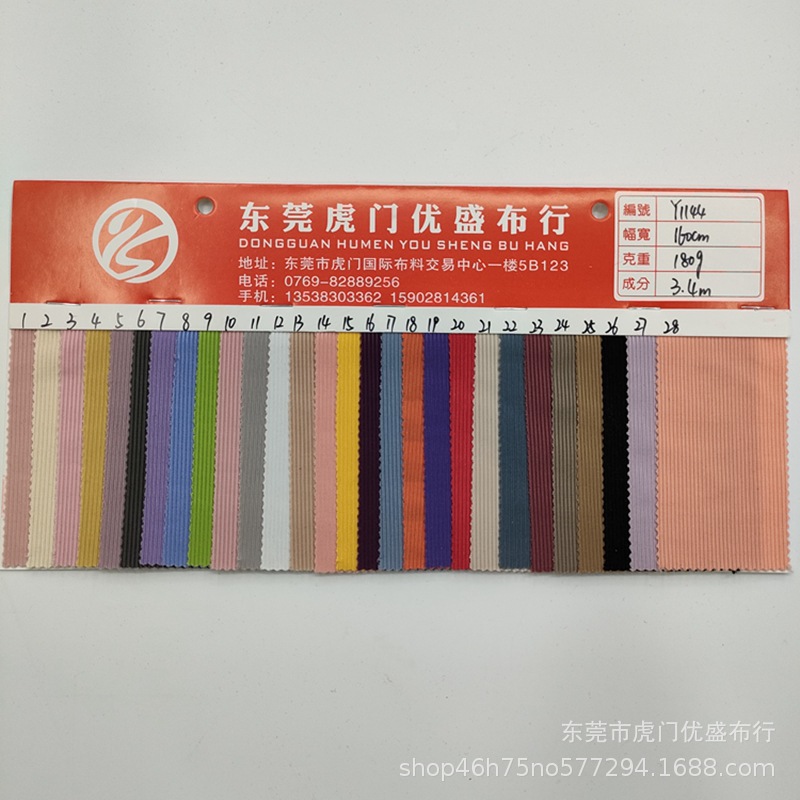 东莞虎门优盛布行
DONGGUAN HUMEN YOU SHENG BU HANG
地址：东莞市虎门国际布料交易中心一楼5B123
电话：0769-82889256
手机：13538303362 15902814361
編號 Y1144
幅寬 160cm
克重 180g
成分 3.4m
1 2 3 4 5 6 7 8 9 10 11 12 13 14 15 16 17 18 19 20 21 22 23 24 25 26 27 28
东莞市虎门优盛布行
shop46h75no577294.1688.com